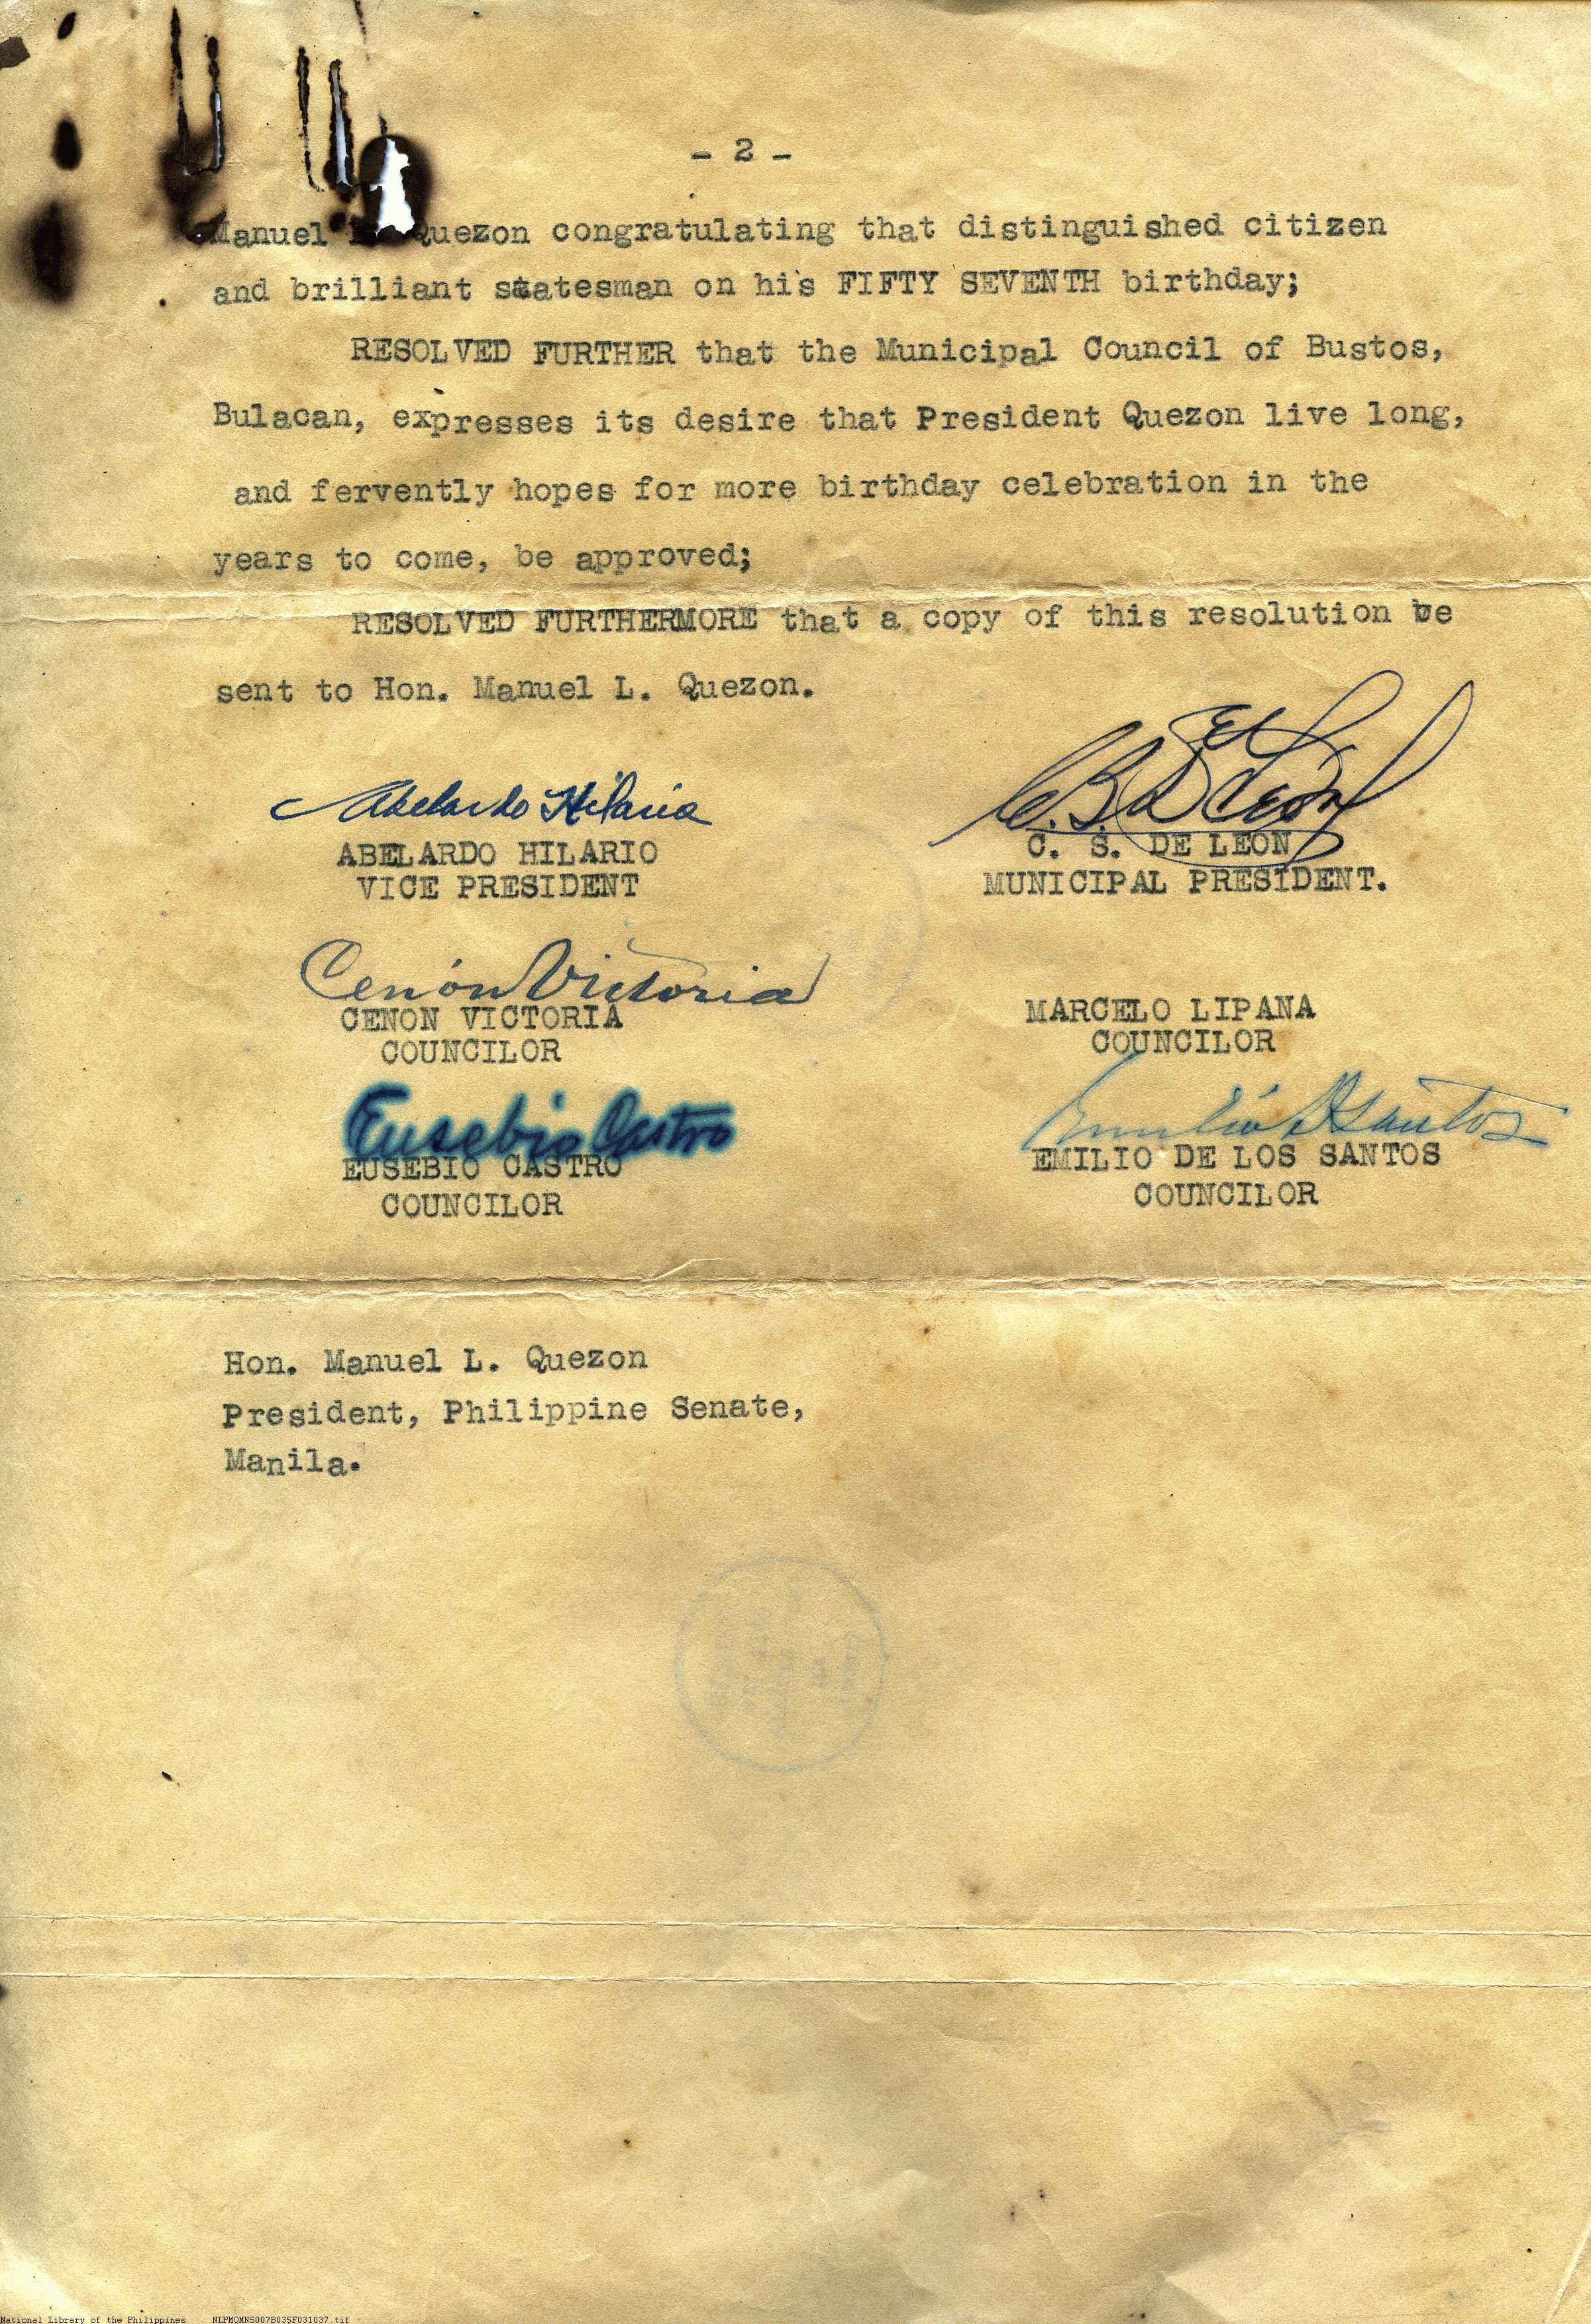 - 2 -
Manuel L. Quezon congratulating that distinguished citizen
and brilliant statesman on his FIFTY SEVENTH birthday;
RESOLVED FURTHER that the Municipal Council of Bustos,
Bulacan, expresses its desire that President Quezon live long,
and fervently hopes for more birthday celebration in the
years to come, be approved;
RESOLVED FURTHERMORE that a copy of this resolution be
sent to Hon. Manuel L. Quezon.
Abelardo Hilario
ABELARDO HILARIO
VICE PRESIDENT
C. S. DE LEON
MUNICIPAL PRESIDENT.
Cenón Victoria
CENON VICTORIA
COUNCILOR
MARCELO LIPANA
COUNCILOR
Eusebio Castro
EUSEBIO CASTRO
COUNCILOR
Emilio D Santos
EMILIO DE LOS SANTOS
COUNCILOR
Hon. Manuel L. Quezon
President, Philippine Senate,
Manila.
National Library of the Philippines NLPMQMNS007B035F031037.tif